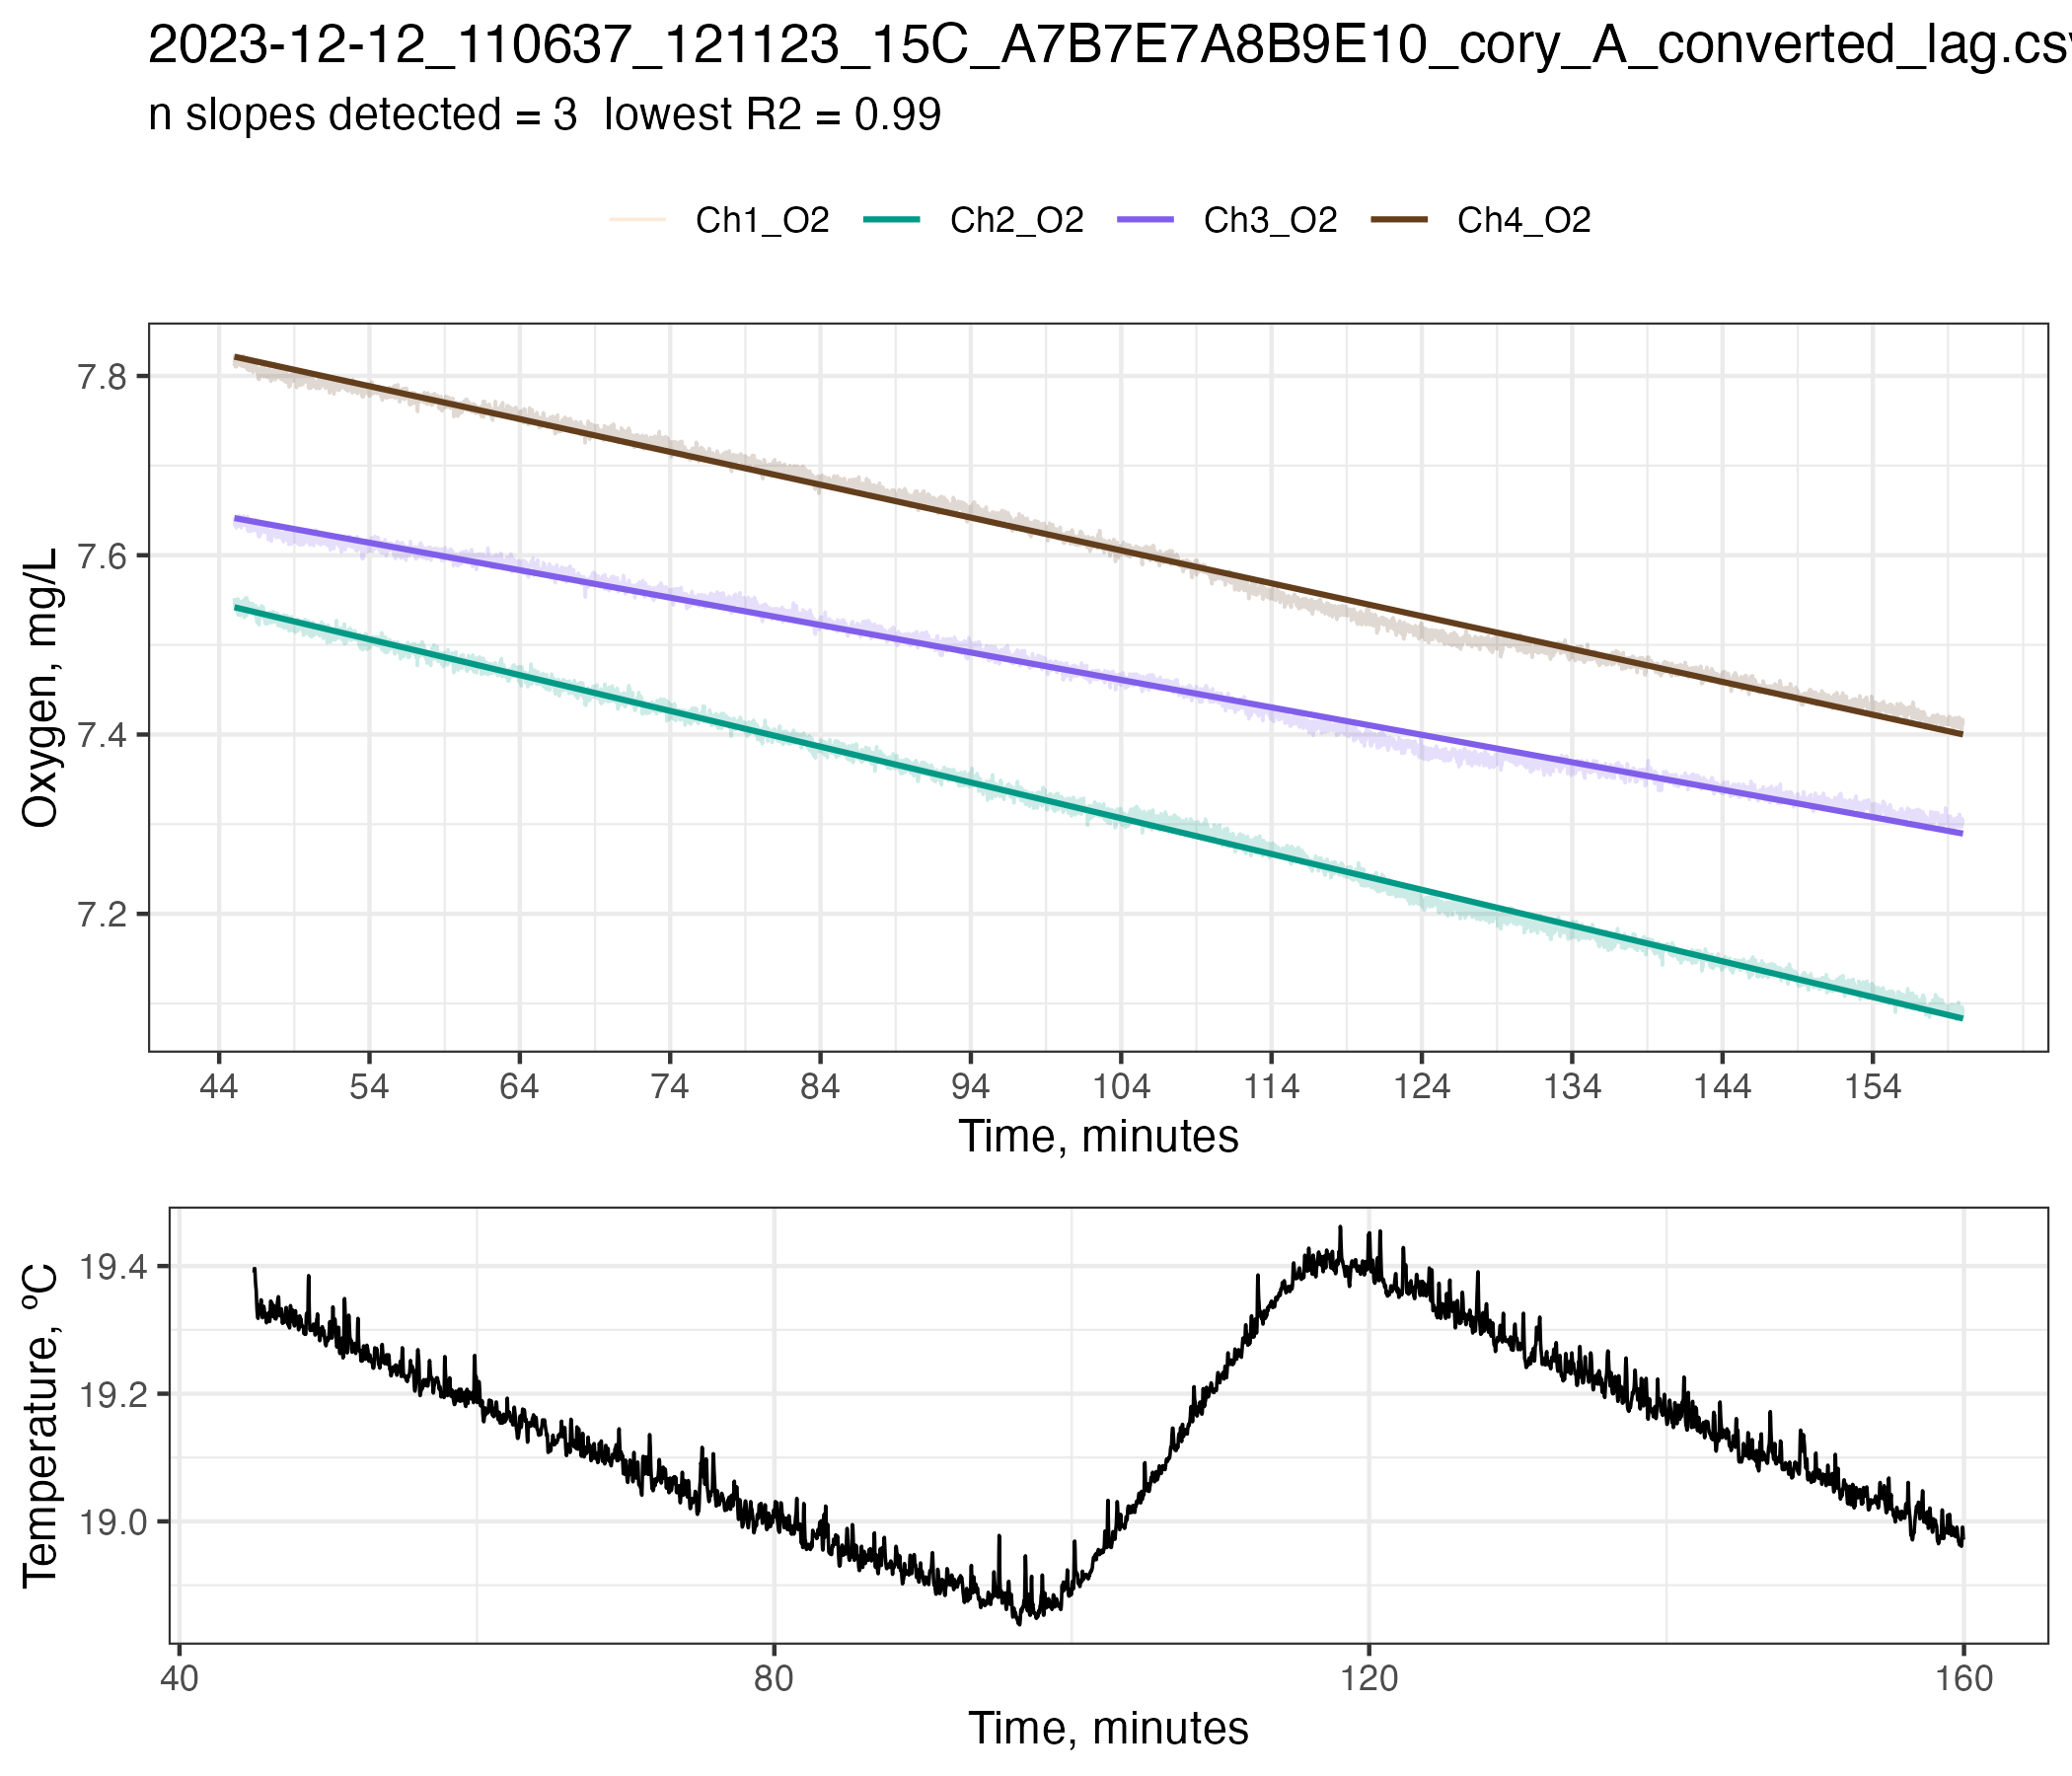 2023-12-12_110637_121123_15C_A7B7E7A8B9E10_cory_A_converted_lag.csv
n slopes detected = 3  lowest R2 = 0.99
Ch1_O2 Ch2_O2 Ch3_O2 Ch4_O2
Oxygen, mg/L
7.8
7.6
7.4
7.2
44 54 64 74 84 94 104 114 124 134 144 154
Time, minutes
Temperature, ºC
19.4
19.2
19.0
40 80 120 160
Time, minutes